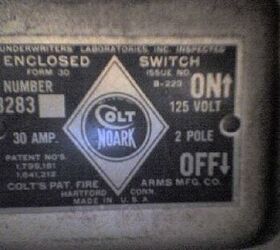 UNDERWRITERS' LABORATORIES, INC. INSPECTED
ENCLOSED SWITCH
FORM 30 ISSUE NO.
NUMBER B-223 ON↑
3283 125 VOLT
COLT
NOARK
30 AMP. 2 POLE
PATENT NO'S. OFF↓
1,799,181
1,841,212
COLT'S PAT. FIRE ARMS MFG. CO.
HARTFORD CONN.
MADE IN U.S.A